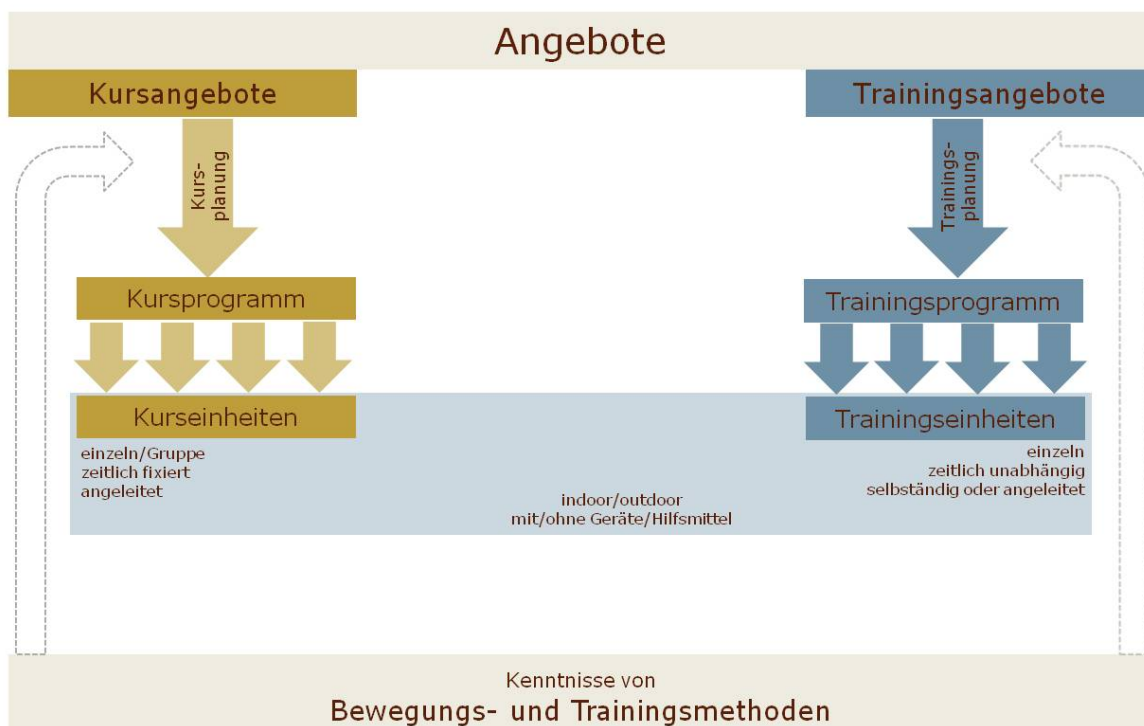 Angebote
Kursangebote
Trainingsangebote
Kurs-
planung
Trainings-
planung
Kursprogramm
Trainingsprogramm
Kurseinheiten
Trainingseinheiten
einzeln/Gruppe
zeitlich fixiert
angeleitet
einzeln
zeitlich unabhängig
selbständig oder angeleitet
indoor/outdoor
mit/ohne Geräte/Hilfsmittel
Kenntnisse von
Bewegungs- und Trainingsmethoden